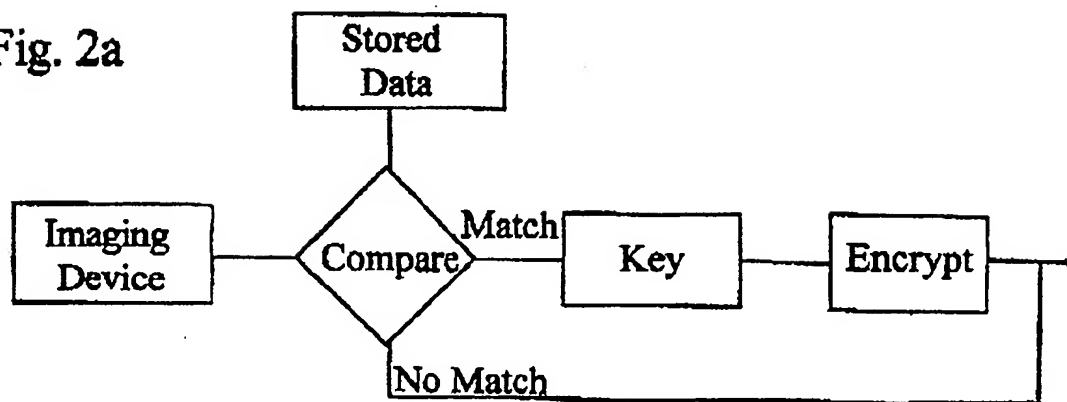 Fig. 2a
Stored
Data
Imaging
Device
Compare
Match
Key
Encrypt
No Match